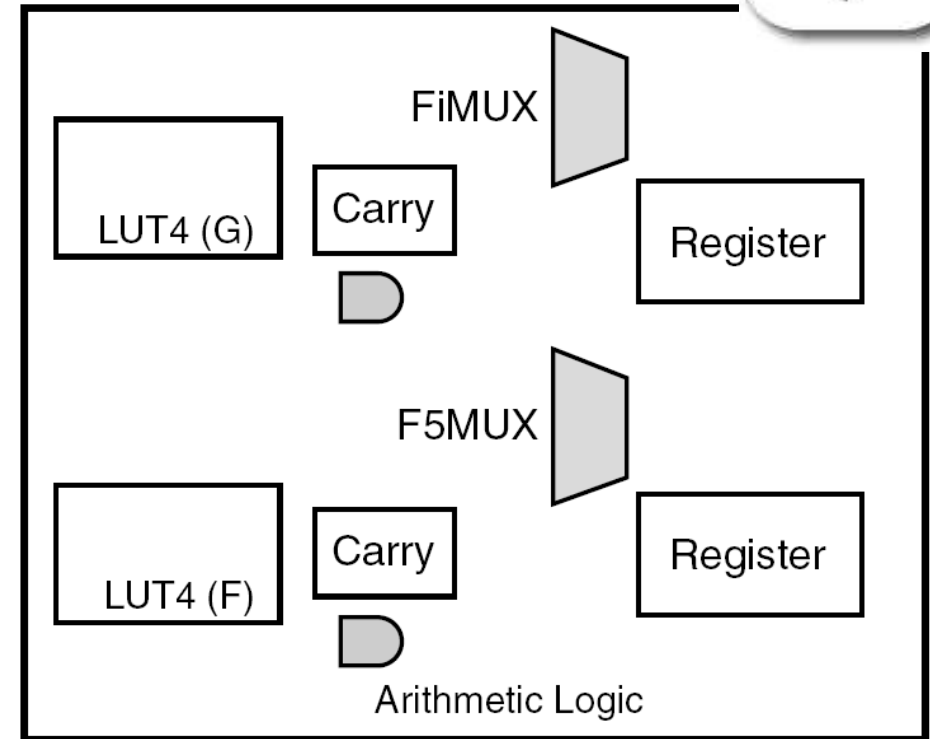 FiMUX
Carry
LUT4 (G)
Register
F5MUX
Carry
Register
LUT4 (F)
Arithmetic Logic